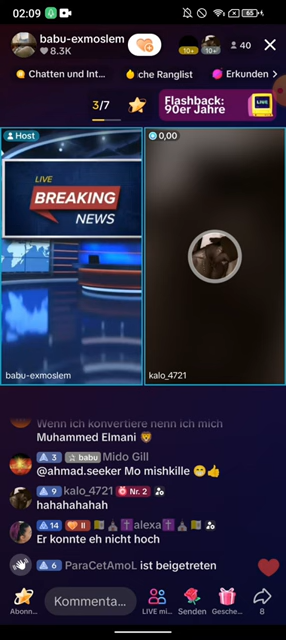 02:09
65
babu-exmoslem
8.3K
10+
10+
40
Chatten und Int...
che Ranglist
Erkunden
3/7
Flashback:
90er Jahre
LIVE
Host
0,00
LIVE
BREAKING
NEWS
babu-exmoslem
kalo_4721
Wenn ich konvertiere nenn ich mich
Muhammed Elmani 🦁
3 babu Mido Gill
@ahmad.seeker Mo mishkille 😁👍
9 kalo_4721 Nr. 2
hahahahahah
14 II alexa
Er konnte eh nicht hoch
6 ParaCetAmoL ist beigetreten
Abonn...
Kommenta...
LIVE mi...
Senden
Gesche...
8